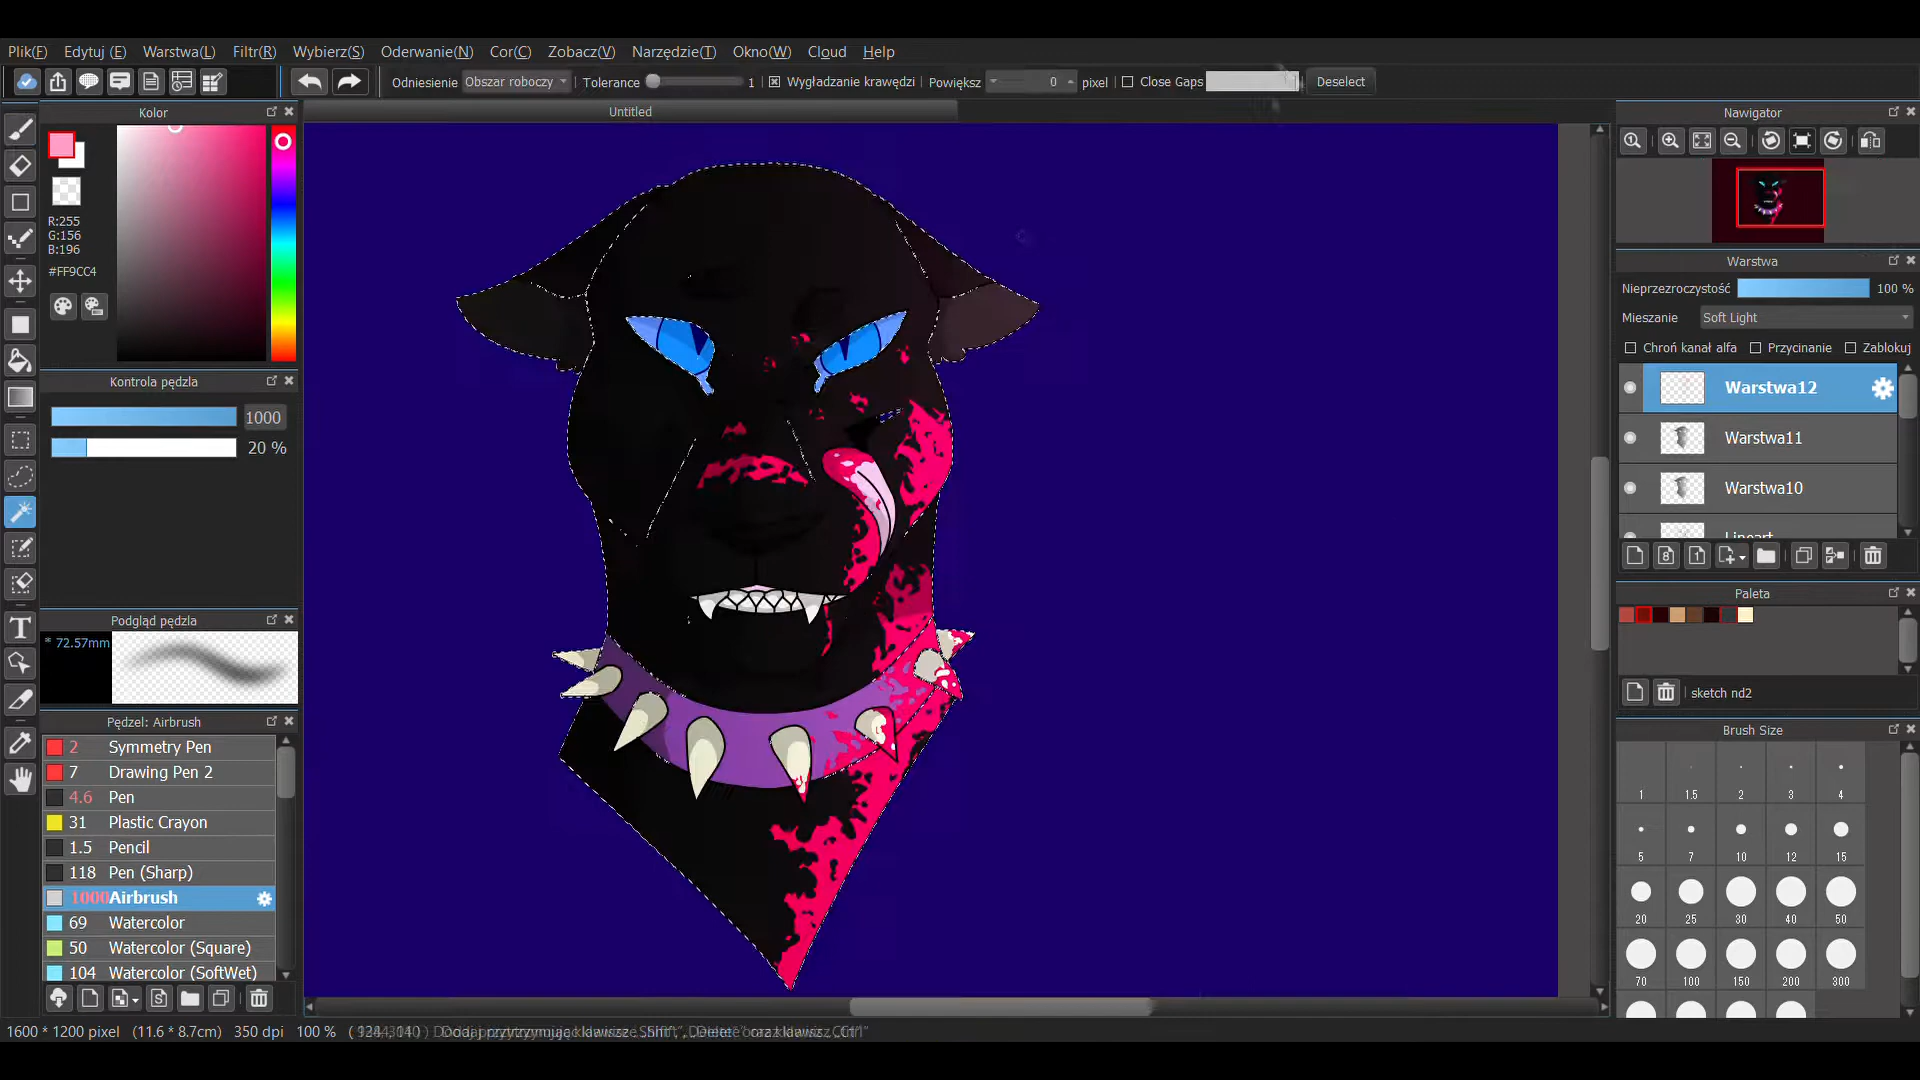 Plik(F) Edytuj (E) Warstwa(L) Filtr(R) Wybierz(S) Oderwanie(N) Cor(C) Zobacz(V) Narzędzie(T) Okno(W) Cloud Help
Odniesienie Obszar roboczy Tolerance 1 Wygładzanie krawędzi Powiększ 0 pixel Close Gaps Deselect
Kolor
Untitled
Nawigator
R:255
G:156
B:196
#FF9CC4
Kontrola pędzla
1000
20 %
Podgląd pędzla
* 72.57mm
Pędzel: Airbrush
2 Symmetry Pen
7 Drawing Pen 2
4.6 Pen
31 Plastic Crayon
1.5 Pencil
118 Pen (Sharp)
1000 Airbrush
69 Watercolor
50 Watercolor (Square)
104 Watercolor (SoftWet)
Warstwa
Nieprzezroczystość 100 %
Mieszanie Soft Light
Chroń kanał alfa Przycinanie Zablokuj
Warstwa12
Warstwa11
Warstwa10
Lineart
Paleta
sketch nd2
Brush Size
1 1.5 2 3 4
5 7 10 12 15
20 25 30 40 50
70 100 150 200 300
1600 * 1200 pixel (11.6 * 8.7cm) 350 dpi 100 %